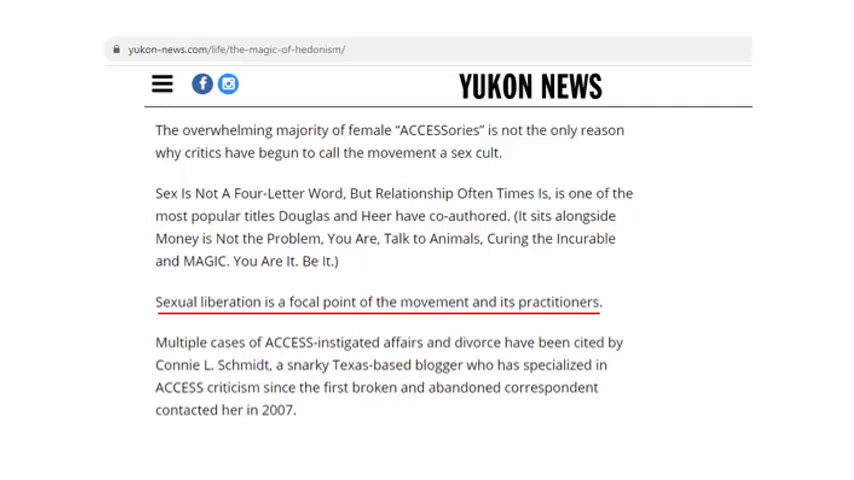 yukon-news.com/life/the-magic-of-hedonism/
YUKON NEWS
The overwhelming majority of female “ACCESSories” is not the only reason
why critics have begun to call the movement a sex cult.
Sex Is Not A Four-Letter Word, But Relationship Often Times Is, is one of the
most popular titles Douglas and Heer have co-authored. (It sits alongside
Money is Not the Problem, You Are, Talk to Animals, Curing the Incurable
and MAGIC. You Are It. Be It.)
Sexual liberation is a focal point of the movement and its practitioners.
Multiple cases of ACCESS-instigated affairs and divorce have been cited by
Connie L. Schmidt, a snarky Texas-based blogger who has specialized in
ACCESS criticism since the first broken and abandoned correspondent
contacted her in 2007.